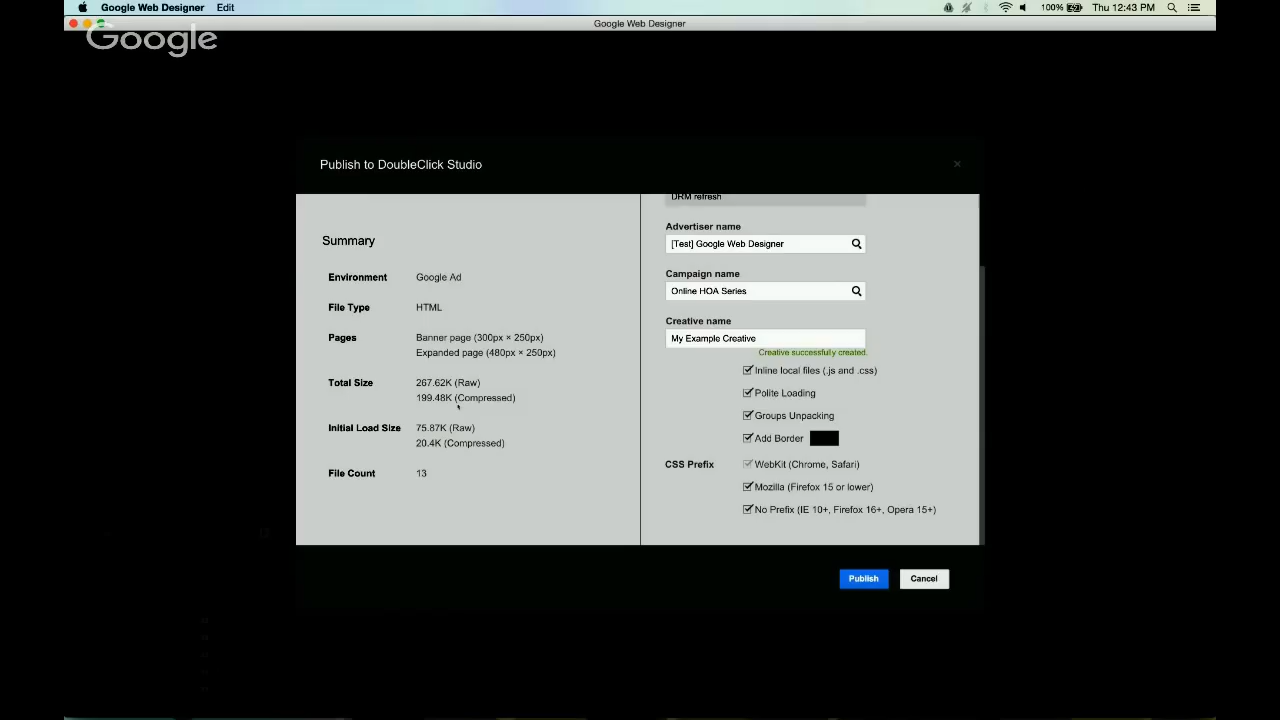 Google Web Designer Edit 100% Thu 12:43 PM
Google Web Designer
Google
Publish to DoubleClick Studio
Summary
Environment Google Ad
File Type HTML
Pages Banner page (300px × 250px)
Expanded page (480px × 250px)
Total Size 267.62K (Raw)
199.48K (Compressed)
Initial Load Size 75.87K (Raw)
20.4K (Compressed)
File Count 13
DRM refresh
Advertiser name
[Test] Google Web Designer
Campaign name
Online HOA Series
Creative name
My Example Creative
Creative successfully created.
Inline local files (.js and .css)
Polite Loading
Groups Unpacking
Add Border
CSS Prefix WebKit (Chrome, Safari)
Mozilla (Firefox 15 or lower)
No Prefix (IE 10+, Firefox 16+, Opera 15+)
Publish Cancel